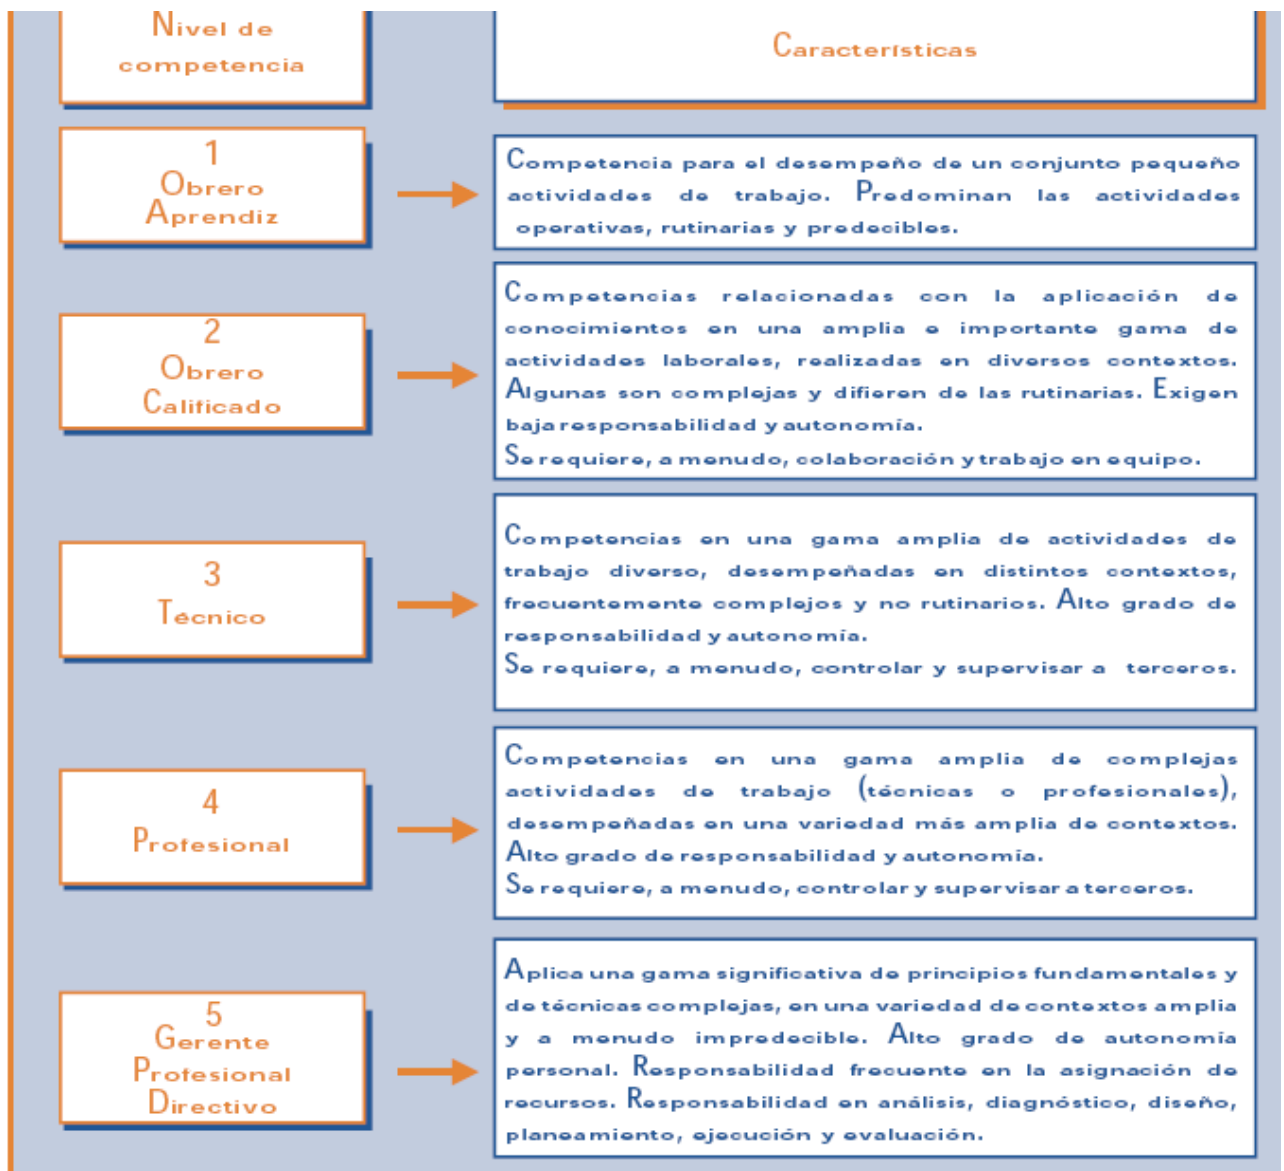 Nivel de
competencia
Características
1
Obrero
Aprendiz
Competencia para el desempeño de un conjunto pequeño
actividades de trabajo. Predominan las actividades
operativas, rutinarias y predecibles.
2
Obrero
Calificado
Competencias relacionadas con la aplicación de
conocimientos en una amplia e importante gama de
actividades laborales, realizadas en diversos contextos.
Algunas son complejas y difieren de las rutinarias. Exigen
baja responsabilidad y autonomía.
Se requiere, a menudo, colaboración y trabajo en equipo.
3
Técnico
Competencias en una gama amplia de actividades de
trabajo diverso, desempeñadas en distintos contextos,
frecuentemente complejos y no rutinarios. Alto grado de
responsabilidad y autonomía.
Se requiere, a menudo, controlar y supervisar a terceros.
4
Profesional
Competencias en una gama amplia de complejas
actividades de trabajo (técnicas o profesionales),
desempeñadas en una variedad más amplia de contextos.
Alto grado de responsabilidad y autonomía.
Se requiere, a menudo, controlar y supervisar a terceros.
5
Gerente
Profesional
Directivo
Aplica una gama significativa de principios fundamentales y
de técnicas complejas, en una variedad de contextos amplia
y a menudo impredecible. Alto grado de autonomía
personal. Responsabilidad frecuente en la asignación de
recursos. Responsabilidad en análisis, diagnóstico, diseño,
planeamiento, ejecución y evaluación.